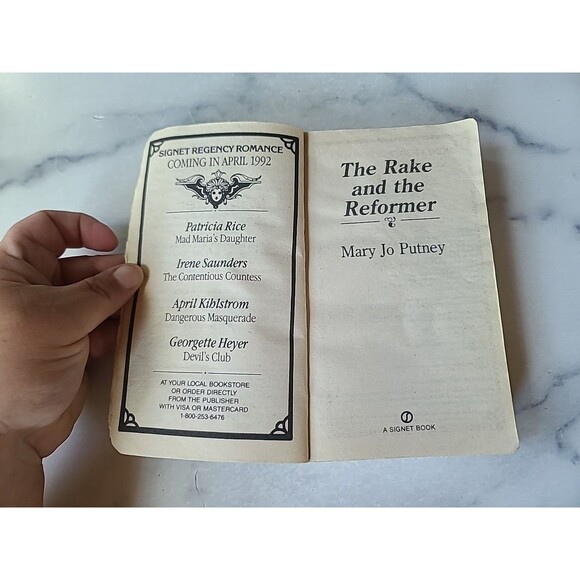 SIGNET REGENCY ROMANCE
COMING IN APRIL 1992
Patricia Rice
Mad Maria's Daughter
Irene Saunders
The Contentious Countess
April Kihlstrom
Dangerous Masquerade
Georgette Heyer
Devil's Club
AT YOUR LOCAL BOOKSTORE
OR ORDER DIRECTLY
FROM THE PUBLISHER
WITH VISA OR MASTERCARD
1-800-253-6476
The Rake
and the
Reformer
Mary Jo Putney
A SIGNET BOOK